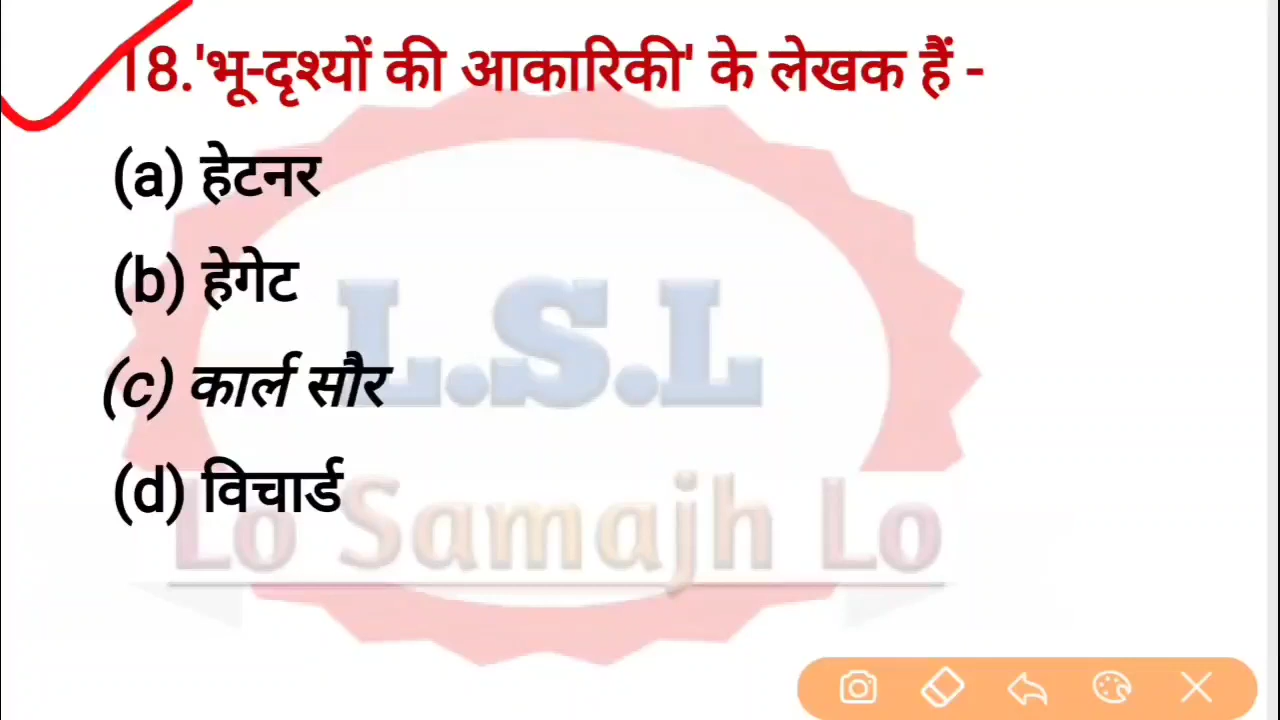 18.'भू-दृश्यों की आकारिकी' के लेखक हैं -
(a) हेटनर
(b) हेगेट
(c) कार्ल सौर
(d) विचार्ड
L.S.L
Lo Samajh Lo